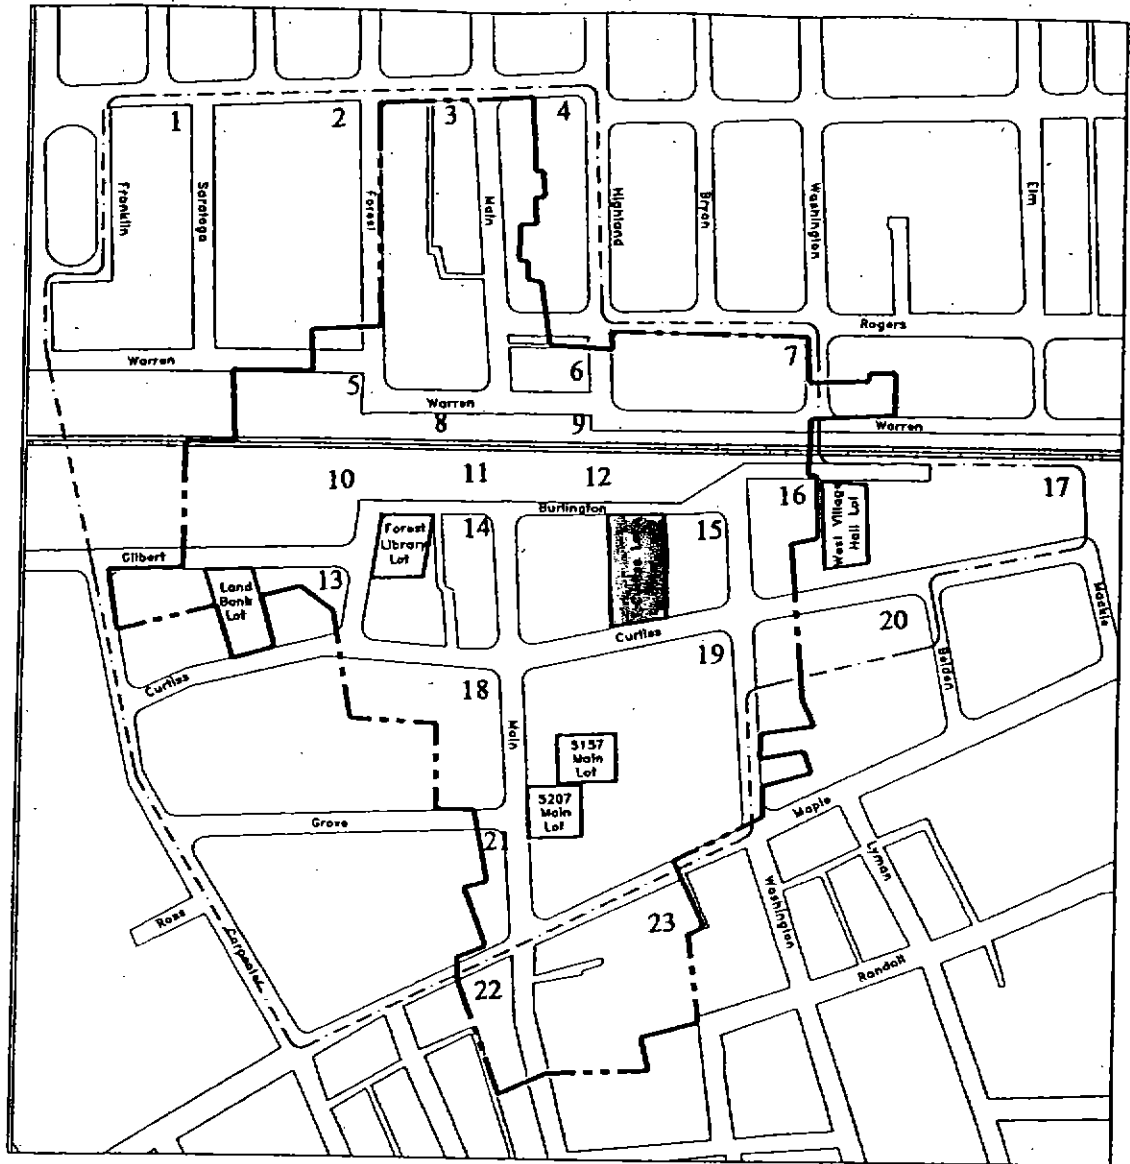 1
2
3
4
Franklin
Saratoga
Forest
Main
Highland
Bryan
Washington
Elm
Rogers
Warren
5
6
7
Warren
8
9
Warren
10
11
12
16
17
Burlington
Forest
Library
Lot
14
15
West Village
Hall Lot
Gilbert
Land
Bank
Lot
13
Curtiss
20
Mackie
Curtiss
18
19
Belden
Main
5157
Main
Lot
5207
Main
Lot
Grove
21
Maple
Lyman
Ross
Carpenter
23
Washington
Randall
22